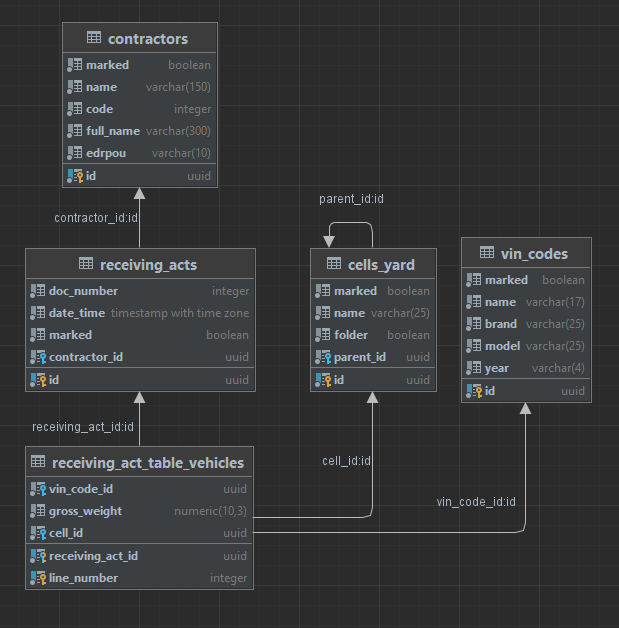 contractors
marked boolean
name varchar(150)
code integer
full_name varchar(300)
edrpou varchar(10)
id uuid
contractor_id:id
parent_id:id
receiving_acts
doc_number integer
date_time timestamp with time zone
marked boolean
contractor_id uuid
id uuid
cells_yard
marked boolean
name varchar(25)
folder boolean
parent_id uuid
id uuid
vin_codes
marked boolean
name varchar(17)
brand varchar(25)
model varchar(25)
year varchar(4)
id uuid
receiving_act_id:id
receiving_act_table_vehicles
vin_code_id uuid
gross_weight numeric(10,3)
cell_id uuid
receiving_act_id uuid
line_number integer
cell_id:id
vin_code_id:id